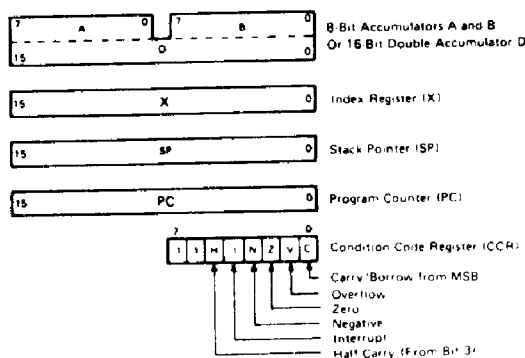 7 A 0 7 B 0
8-Bit Accumulators A and B
15 D 0
Or 16-Bit Double Accumulator D
15 X 0
Index Register (X)
15 SP 0
Stack Pointer (SP)
15 PC 0
Program Counter (PC)
7 0
1 1 H I N Z V C
Condition Code Register (CCR)
Carry/Borrow from MSB
Overflow
Zero
Negative
Interrupt
Half Carry (From Bit 3)